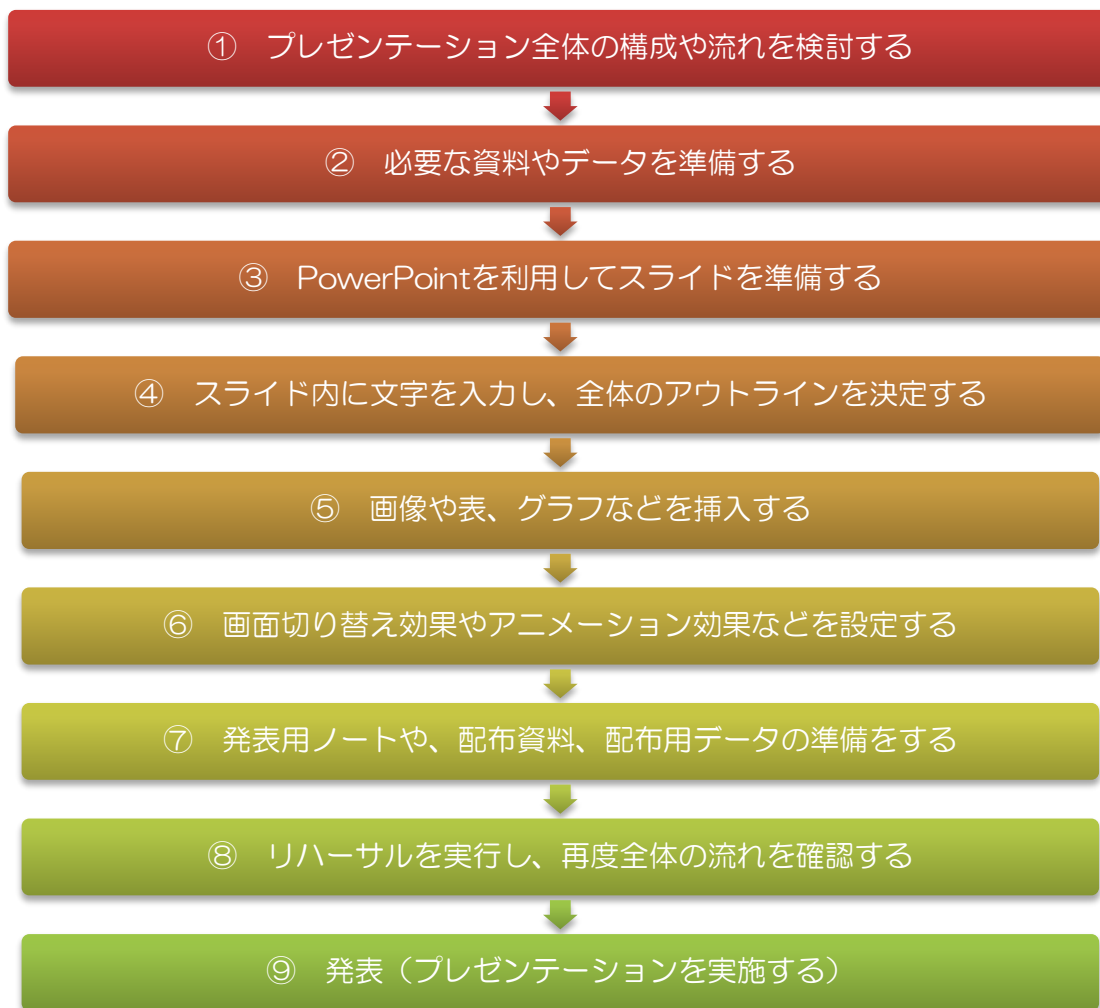 ① プレゼンテーション全体の構成や流れを検討する
② 必要な資料やデータを準備する
③ PowerPointを利用してスライドを準備する
④ スライド内に文字を入力し、全体のアウトラインを決定する
⑤ 画像や表、グラフなどを挿入する
⑥ 画面切り替え効果やアニメーション効果などを設定する
⑦ 発表用ノートや、配布資料、配布用データの準備をする
⑧ リハーサルを実行し、再度全体の流れを確認する
⑨ 発表（プレゼンテーションを実施する）